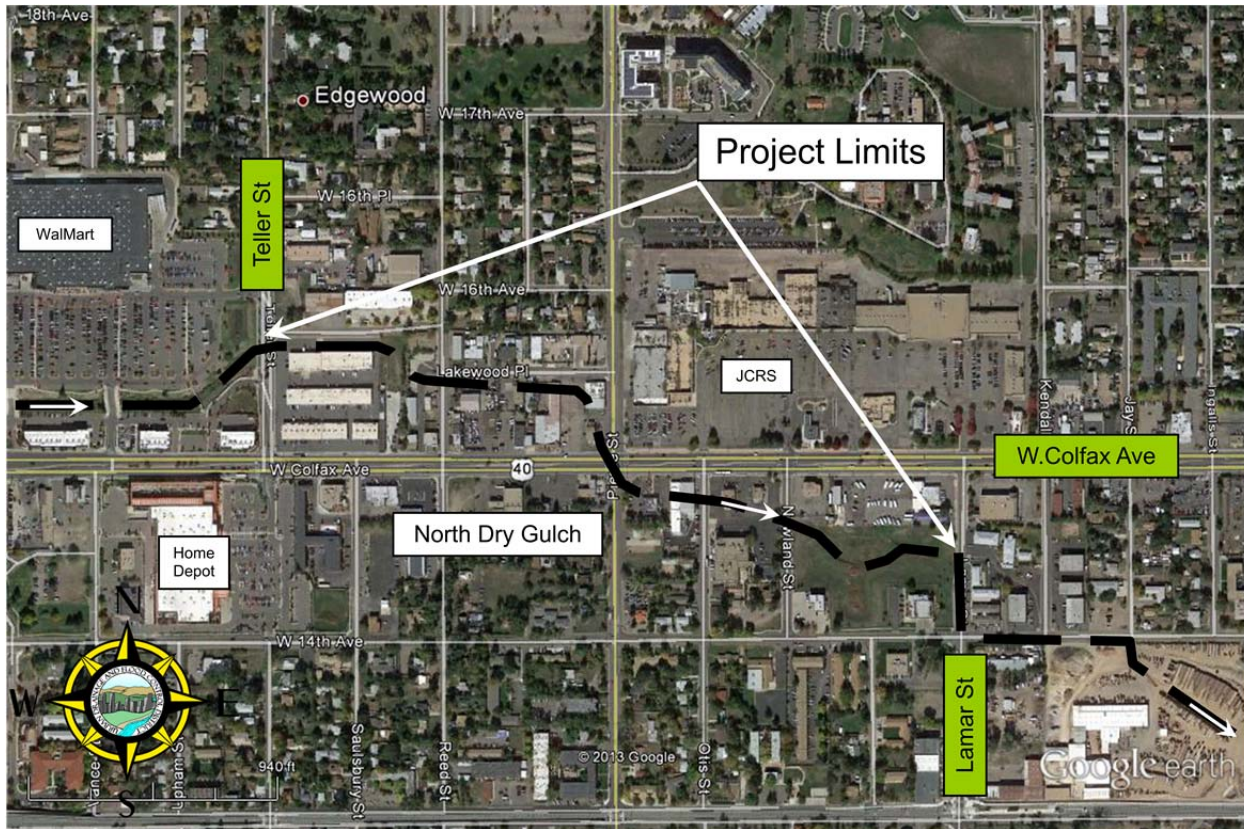 18th Ave
Edgewood
W 17th Ave
Project Limits
Teller St
W 16th Pl
WalMart
W 16th Ave
Lakewood Pl
JCRS
Kendall
Jay S
Ingalls St
W.Colfax Ave
W.Colfax Ave
40
North Dry Gulch
Home
Depot
N
W 14th Ave
W
E
S
Lamar St
Saulsbury St
Reed St
Otis St
940 ft
© 2013 Google
Google earth